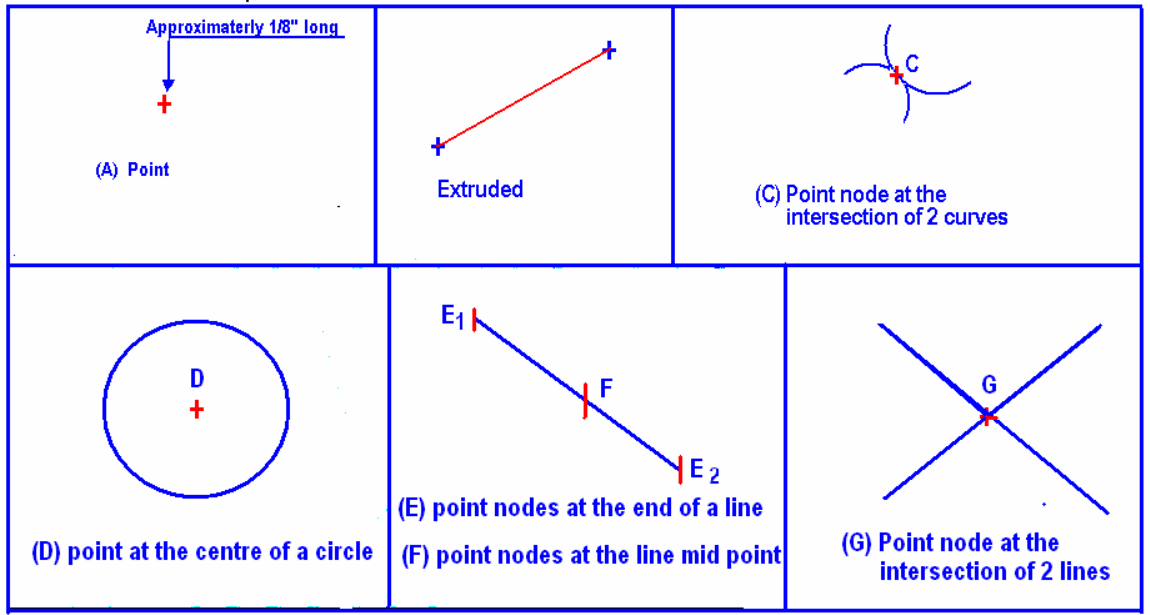 Approximaterly 1/8" long
(A) Point
Extruded
C
(C) Point node at the
intersection of 2 curves
D
(D) point at the centre of a circle
E1
F
E 2
(E) point nodes at the end of a line
(F) point nodes at the line mid point
G
(G) Point node at the
intersection of 2 lines